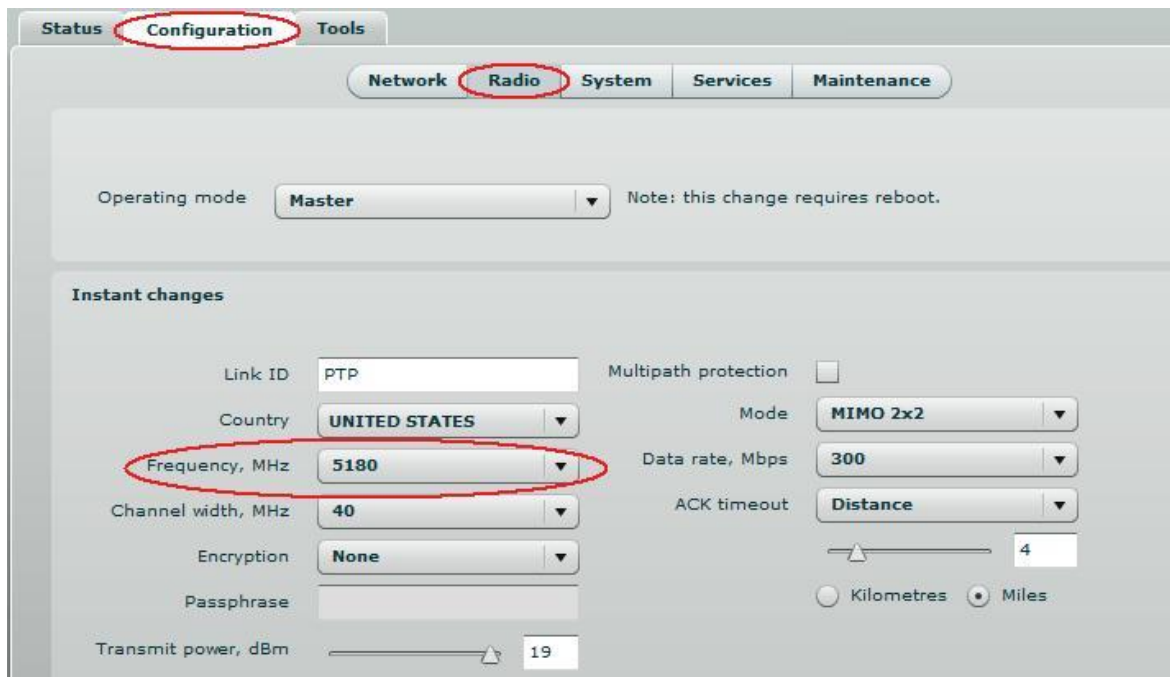 Status Configuration Tools
Network Radio System Services Maintenance
Operating mode Master Note: this change requires reboot.
Instant changes
Link ID PTP Multipath protection
Country UNITED STATES Mode MIMO 2x2
Frequency, MHz 5180 Data rate, Mbps 300
Channel width, MHz 40 ACK timeout Distance
Encryption None 4
Passphrase Kilometres Miles
Transmit power, dBm 19